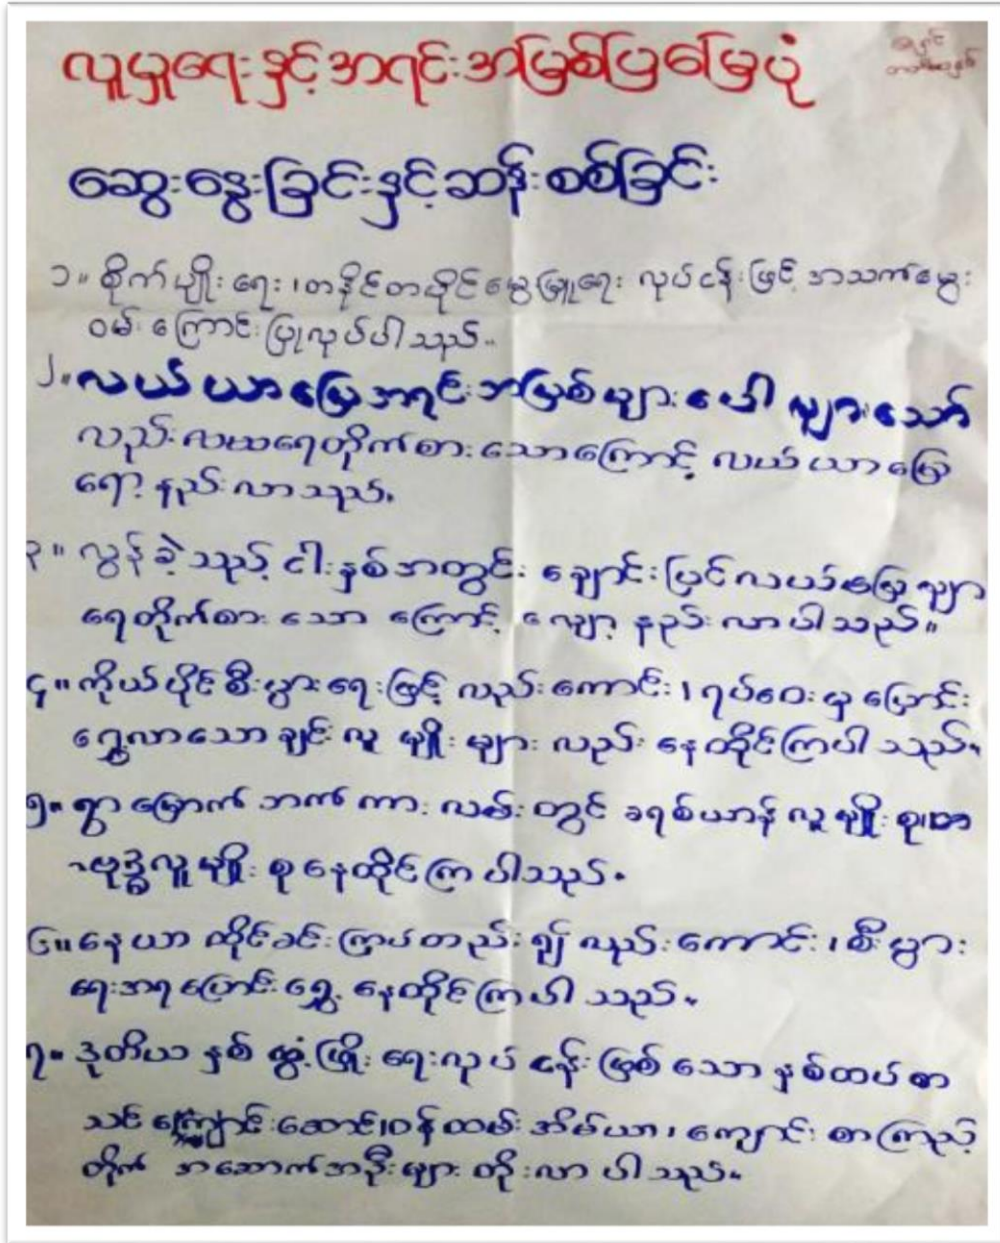 လူမှုရေးနှင့်အရင်းအမြစ်ပြမြေပုံ
ဆွေးနွေးခြင်းနှင့်ဆန်းစစ်ခြင်း
၁။ စိုက်ပျိုးရေး၊တနိုင်တပိုင်မွေးမြူရေး လုပ်ငန်းဖြင့် အသက်မွေး
ဝမ်းကြောင်းပြုလုပ်ပါသည်။
၂။ လယ်ယာမြေအရင်းအမြစ်များပေါများသော်
လည်း လယ်ရေတိုက်စားသောကြောင့် လယ်ယာမြေ
ရော့နည်းလာသည်။
၃။ လွန်ခဲ့သည့်ငါးနှစ်အတွင်း ချောင်းပြင်လယ်မြေများ
ရေတိုက်စားသောကြောင့် လျော့နည်းလာပါသည်။
၄။ ကိုယ်ပိုင်စီးပွားရေးဖြင့်လည်းကောင်း၊ရပ်ဝေးမှပြောင်း
ရွှေ့လာသောချင်းလူမျိုးများလည်း နေထိုင်ကြပါသည်။
၅။ ရွာမြောက်ဘက်ကားလမ်းတွင် ခရစ်ယာန်လူမျိုးစု၊
ဗုဒ္ဓလူမျိုးစုနေထိုင်ကြပါသည်။
၆။ နေယာထိုင်ခင်းကြပ်တည်း၍လည်းကောင်း၊စီးပွား
ရေးအရပြောင်းရွှေ့နေထိုင်ကြပါသည်။
၇။ ဒုတိယနှစ်ဖွံ့ဖြိုးရေးလုပ်ငန်းဖြစ်သောနှစ်ထပ်စာ
သင်ကျောင်းဆောင်၊ဝန်ထမ်းအိမ်ယာ၊ကျောင်းစာကြည့်
တိုက် အဆောက်အဦးများတိုးလာပါသည်။